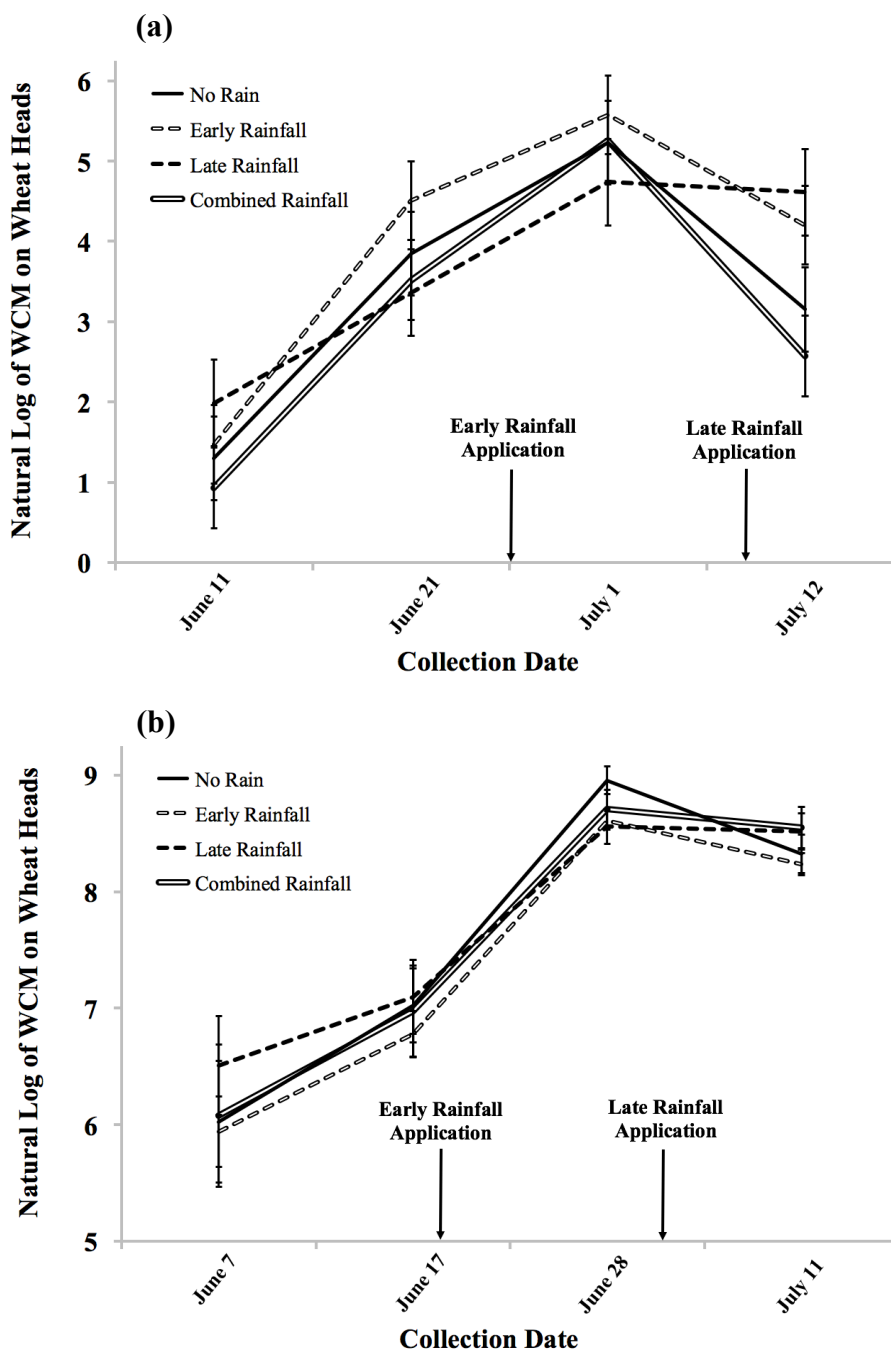 (a)
Natural Log of WCM on Wheat Heads
6
5
4
3
2
1
0
No Rain
Early Rainfall
Late Rainfall
Combined Rainfall
Early Rainfall
Application
Late Rainfall
Application
June 11
June 21
July 1
July 12
Collection Date
(b)
Natural Log of WCM on Wheat Heads
9
8
7
6
5
No Rain
Early Rainfall
Late Rainfall
Combined Rainfall
Early Rainfall
Application
Late Rainfall
Application
June 7
June 17
June 28
July 11
Collection Date